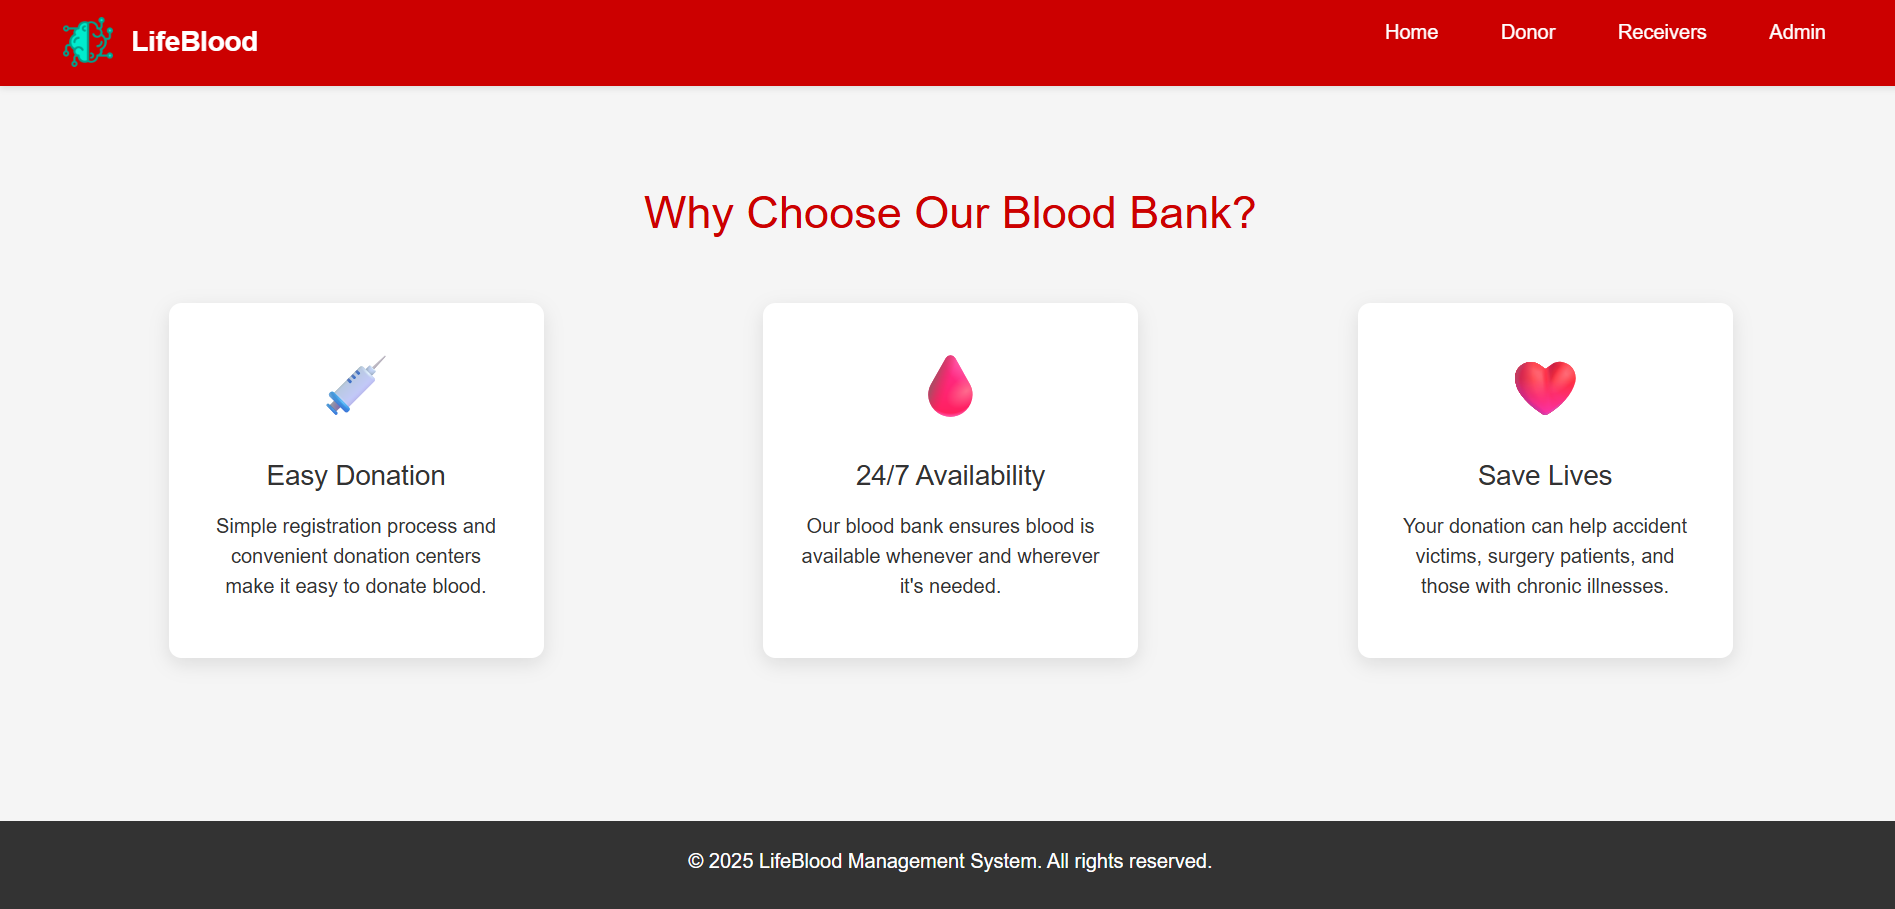 LifeBlood
Home Donor Receivers Admin
Why Choose Our Blood Bank?
Easy Donation
Simple registration process and
convenient donation centers
make it easy to donate blood.
24/7 Availability
Our blood bank ensures blood is
available whenever and wherever
it's needed.
Save Lives
Your donation can help accident
victims, surgery patients, and
those with chronic illnesses.
© 2025 LifeBlood Management System. All rights reserved.